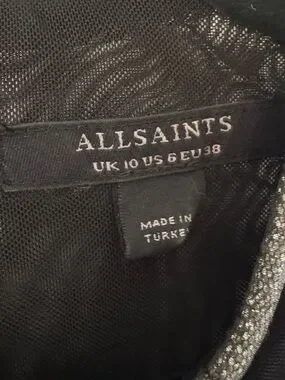 ALLSAINTS
UK 10 US 6 EU 38
MADE IN
TURKEY